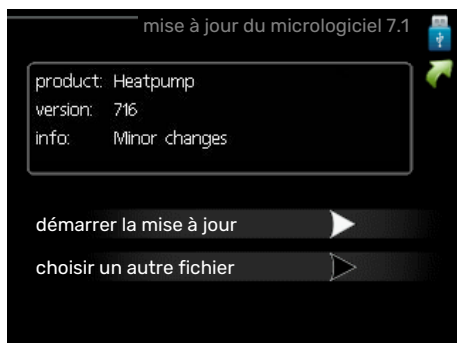 mise à jour du micrologiciel 7.1
product: Heatpump
version: 716
info: Minor changes
démarrer la mise à jour
choisir un autre fichier